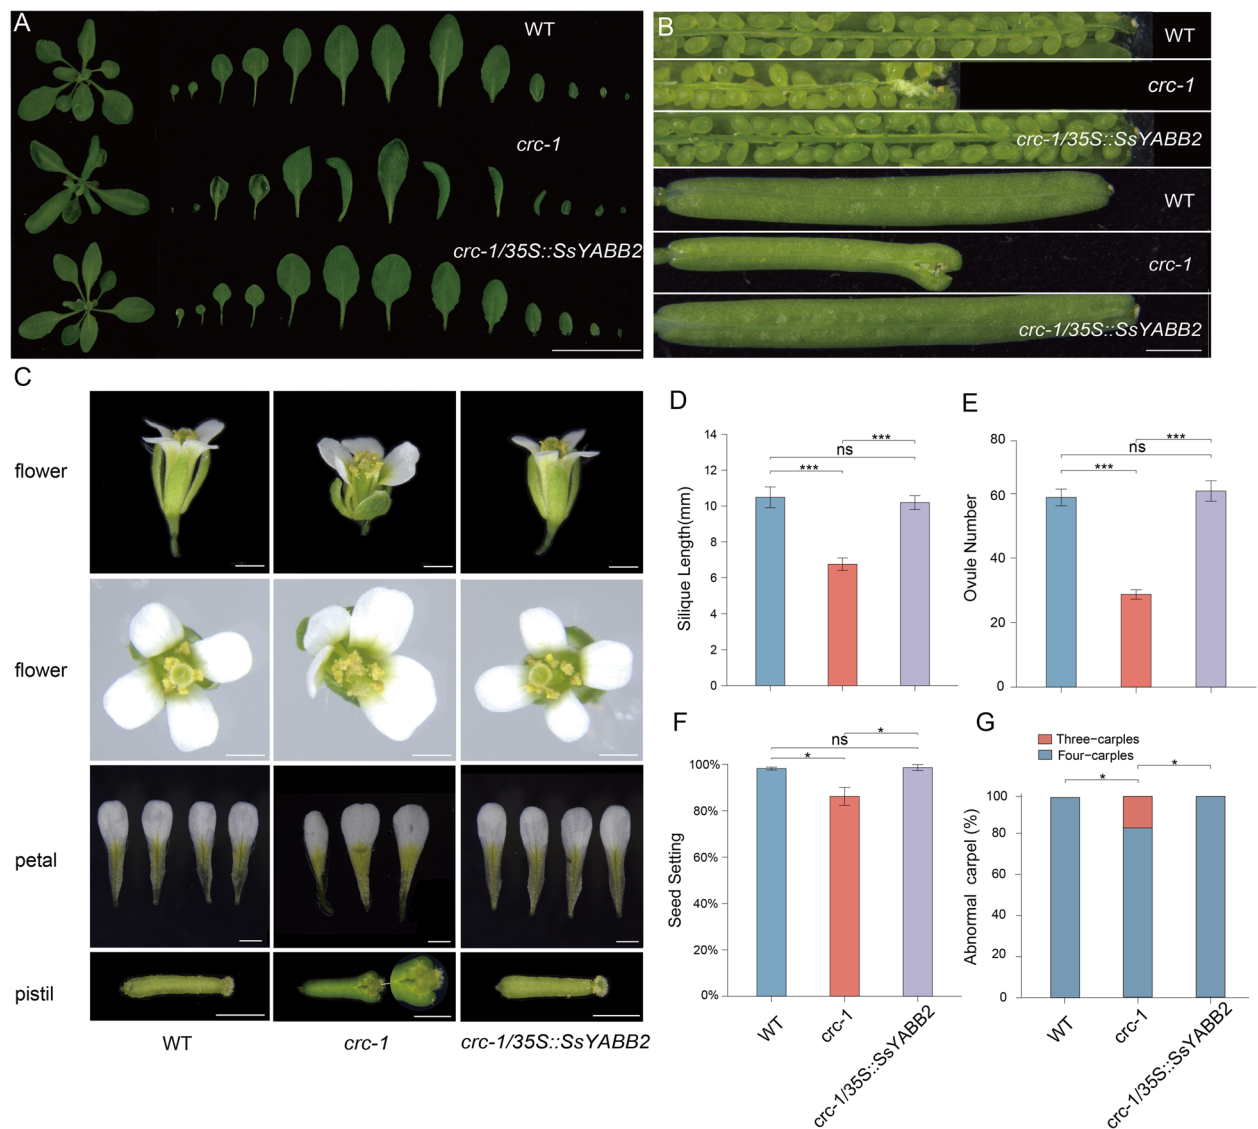 A
WT
crc-1
crc-1/35S::SsYABB2
B
WT
crc-1
crc-1/35S::SsYABB2
WT
crc-1
crc-1/35S::SsYABB2
C
flower
flower
petal
pistil
WT
crc-1
crc-1/35S::SsYABB2
D
Silique Length(mm)
14
12
10
8
6
4
2
0
***
ns
***
E
Ovule Number
80
60
40
20
0
***
ns
***
F
Seed Setting
100%
80%
60%
40%
20%
0%
*
ns
*
WT
crc-1
crc-1/35S::SsYABB2
G
Three-carples
Four-carples
Abnormal carpel (%)
100
80
60
40
20
0
*
*
WT
crc-1
crc-1/35S::SsYABB2